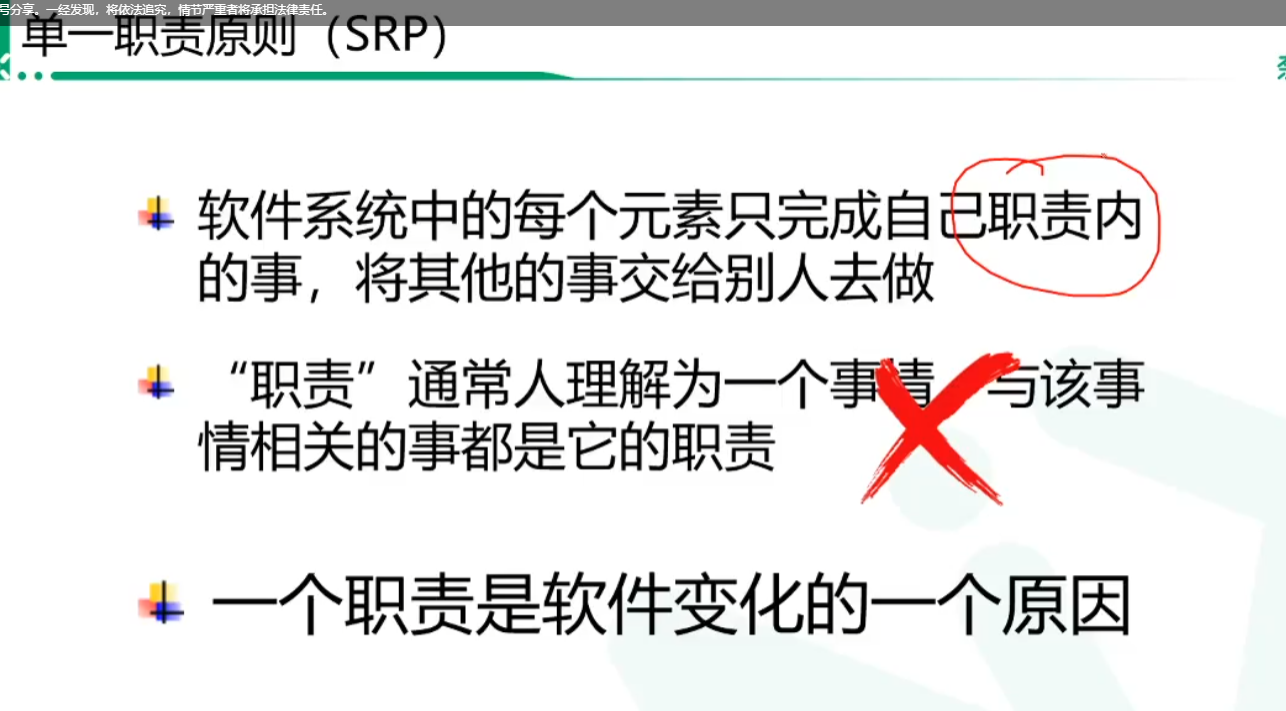 号分享。一经发现，将依法追究，情节严重者将承担法律责任。
单一职责原则（SRP）
软件系统中的每个元素只完成自己职责内
的事，将其他的事交给别人去做
“职责”通常人理解为一个事情 与该事
情相关的事都是它的职责
一个职责是软件变化的一个原因